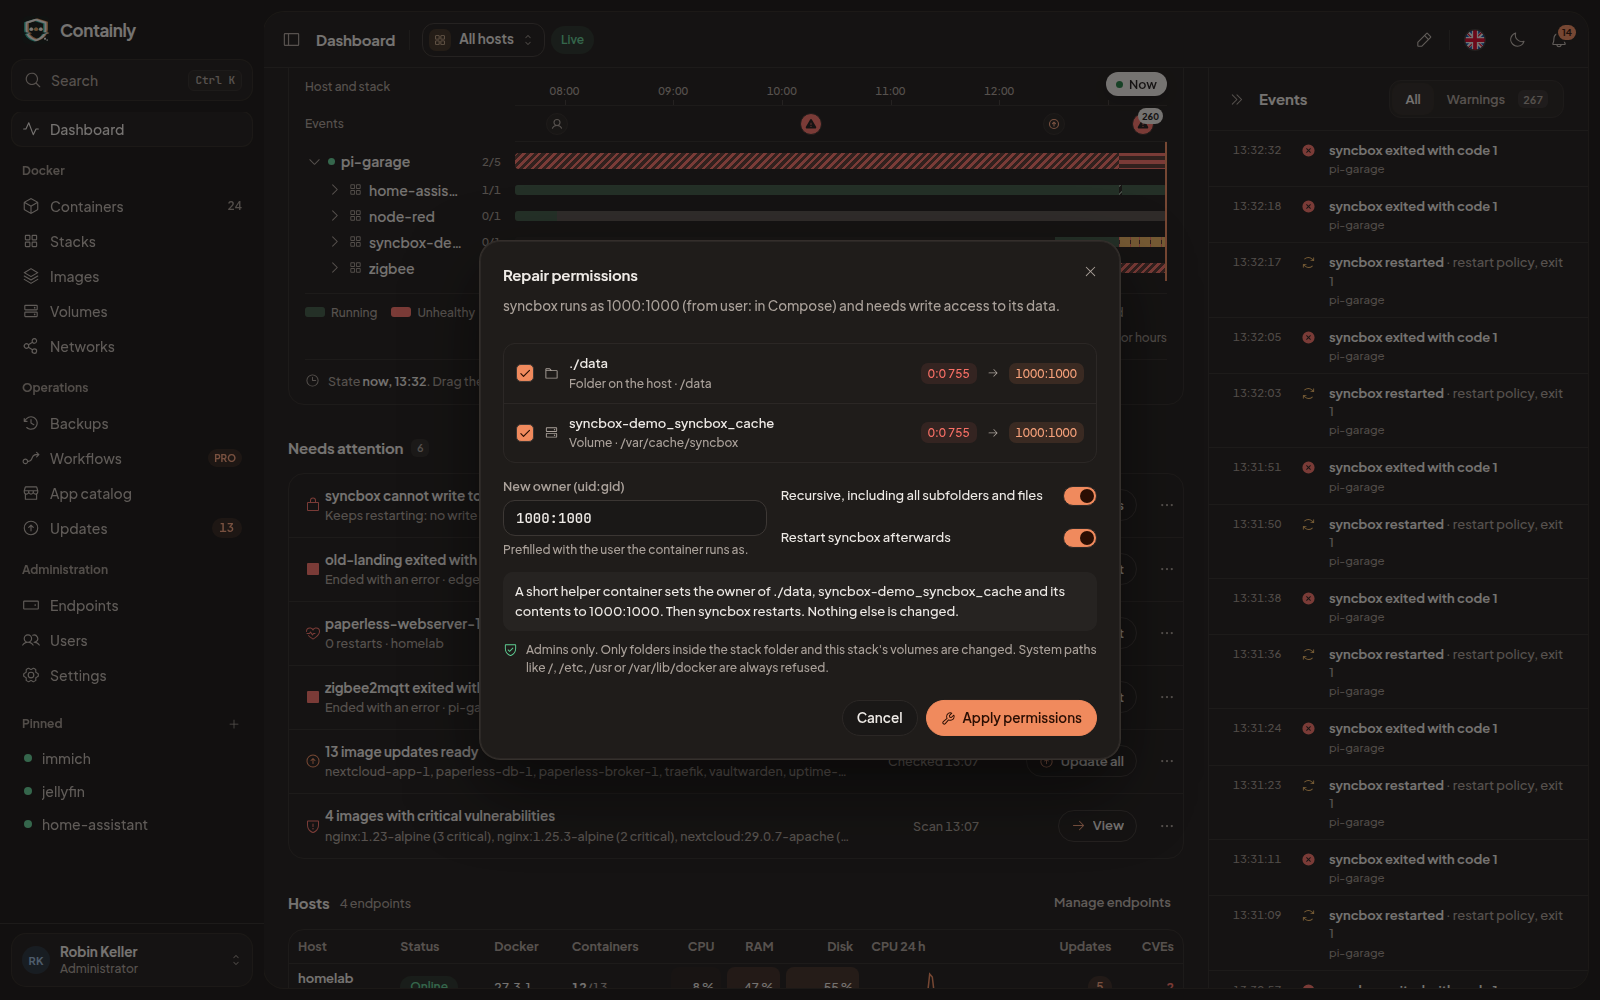 Containly
Search
Ctrl K
Dashboard
Docker
Containers
24
Stacks
Images
Volumes
Networks
Operations
Backups
Workflows
PRO
App catalog
Updates
13
Administration
Endpoints
Users
Settings
Pinned
immich
jellyfin
home-assistant
RK
Robin Keller
Administrator
Dashboard
All hosts
Live
14
Host and stack
08:00
09:00
10:00
11:00
12:00
Now
Events
260
pi-garage
2/5
home-assis...
1/1
node-red
0/1
syncbox-de...
zigbee
Running
Unhealthy
or hours
State now, 13:32. Drag the
Needs attention
6
syncbox cannot write to
Keeps restarting: no write
old-landing exited with
Ended with an error · edge
paperless-webserver-1
0 restarts · homelab
zigbee2mqtt exited with
Ended with an error · pi-ga
13 image updates ready
nextcloud-app-1, paperless-db-1, paperless-broker-1, traefik, vaultwarden, uptime-...
Checked 13:07
Update all
4 images with critical vulnerabilities
nginx:1.23-alpine (3 critical), nginx:1.25.3-alpine (2 critical), nextcloud:29.0.7-apache (...
Scan 13:07
View
Hosts
4 endpoints
Manage endpoints
Host
Status
Docker
Containers
CPU
RAM
Disk
CPU 24 h
Updates
CVEs
homelab
Online
27.3.1
12/13
8 %
47 %
55 %
5
2
Repair permissions
syncbox runs as 1000:1000 (from user: in Compose) and needs write access to its data.
./data
Folder on the host · /data
0:0 755
1000:1000
syncbox-demo_syncbox_cache
Volume · /var/cache/syncbox
0:0 755
1000:1000
New owner (uid:gid)
1000:1000
Prefilled with the user the container runs as.
Recursive, including all subfolders and files
Restart syncbox afterwards
A short helper container sets the owner of ./data, syncbox-demo_syncbox_cache and its
contents to 1000:1000. Then syncbox restarts. Nothing else is changed.
Admins only. Only folders inside the stack folder and this stack's volumes are changed. System paths
like /, /etc, /usr or /var/lib/docker are always refused.
Cancel
Apply permissions
Events
All
Warnings
267
13:32:32
syncbox exited with code 1
pi-garage
13:32:18
syncbox exited with code 1
pi-garage
13:32:17
syncbox restarted · restart policy, exit
1
pi-garage
13:32:05
syncbox exited with code 1
pi-garage
13:32:03
syncbox restarted · restart policy, exit
1
pi-garage
13:31:51
syncbox exited with code 1
pi-garage
13:31:50
syncbox restarted · restart policy, exit
1
pi-garage
13:31:38
syncbox exited with code 1
pi-garage
13:31:36
syncbox restarted · restart policy, exit
1
pi-garage
13:31:24
syncbox exited with code 1
pi-garage
13:31:23
syncbox restarted · restart policy, exit
1
pi-garage
13:31:11
syncbox exited with code 1
pi-garage
13:31:09
syncbox restarted · restart policy, exit
1
pi-garage